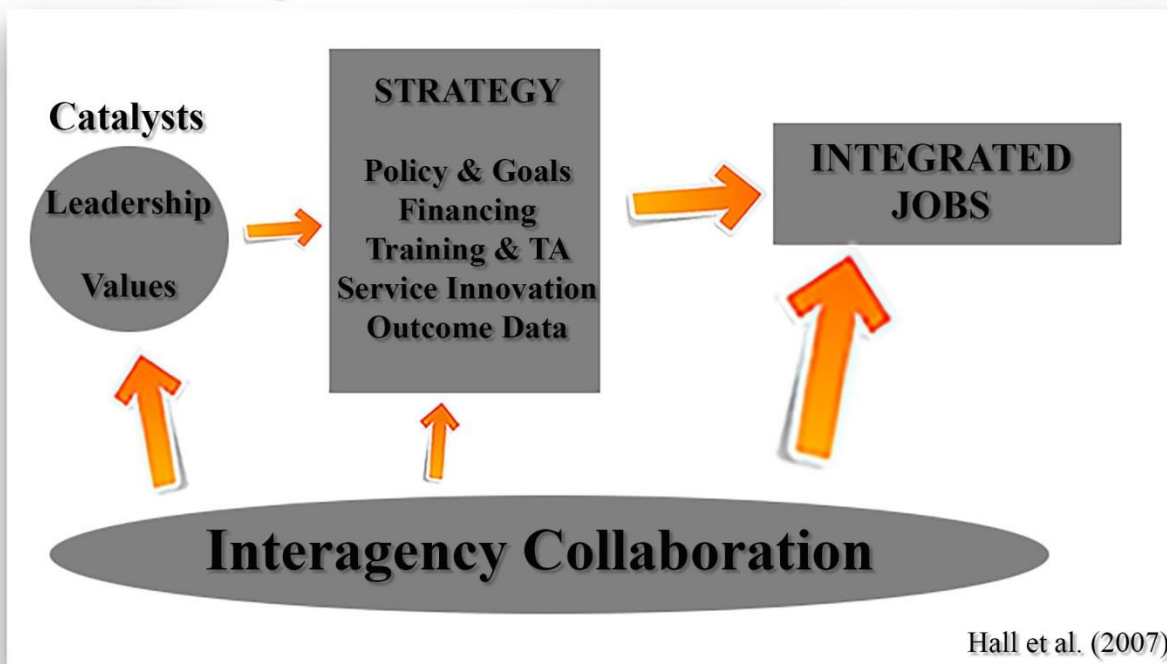 Catalysts
Leadership
Values
STRATEGY
Policy & Goals
Financing
Training & TA
Service Innovation
Outcome Data
INTEGRATED
JOBS
Interagency Collaboration
Hall et al. (2007)